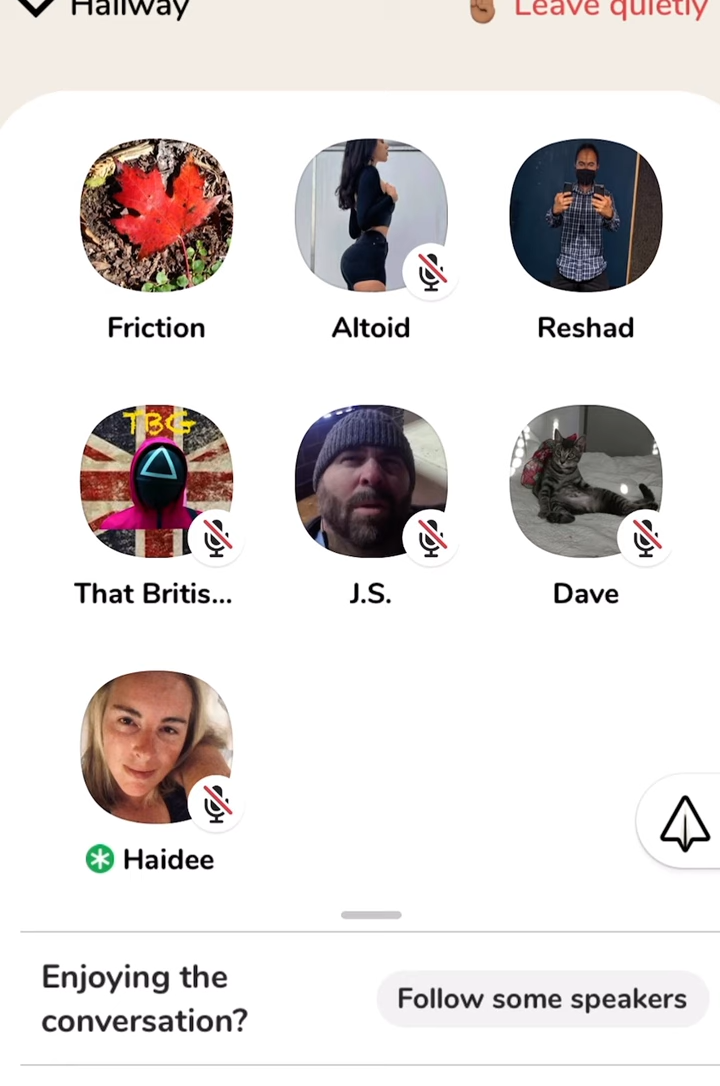 Hallway
Leave quietly
Friction
Altoid
Reshad
TBG
That Britis...
J.S.
Dave
Haidee
Enjoying the
conversation?
Follow some speakers